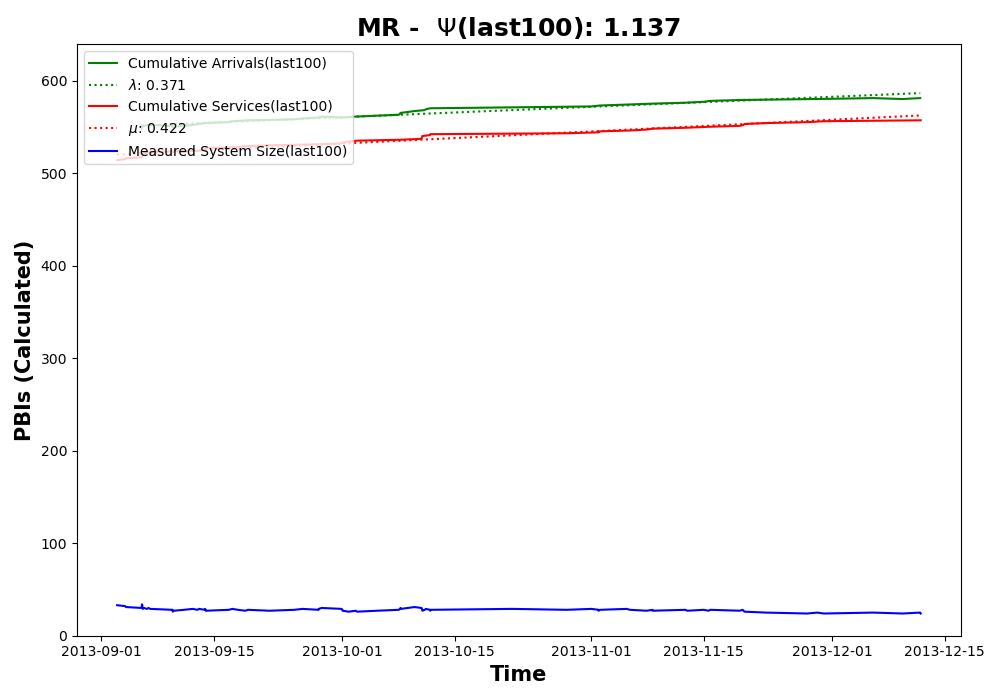 MR - Ψ(last100): 1.137
Cumulative Arrivals(last100)
λ: 0.371
Cumulative Services(last100)
μ: 0.422
Measured System Size(last100)
PBIs (Calculated)
600
500
400
300
200
100
0
2013-09-01 2013-09-15 2013-10-01 2013-10-15 2013-11-01 2013-11-15 2013-12-01 2013-12-15
Time